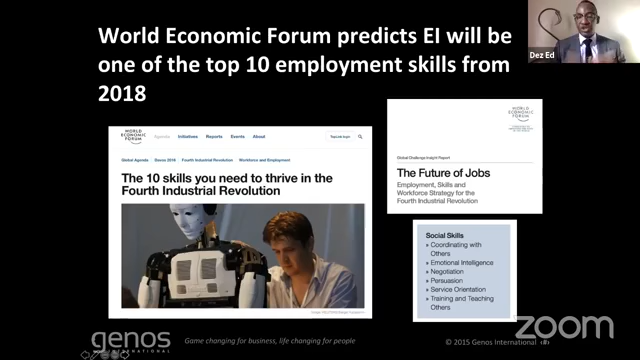 World Economic Forum predicts EI will be
one of the top 10 employment skills from
2018
Dez Ed
WORLD
ECONOMIC
FORUM
Agenda Initiatives Reports Events About
TopLink login
Global Agenda Davos 2016 Fourth Industrial Revolution Workforce and Employment
The 10 skills you need to thrive in the
Fourth Industrial Revolution
WORLD
ECONOMIC
FORUM
Global Challenge Insight Report
The Future of Jobs
Employment, Skills and
Workforce Strategy for the
Fourth Industrial Revolution
Social Skills
» Coordinating with
Others
» Emotional Intelligence
» Negotiation
» Persuasion
» Service Orientation
» Training and Teaching
Others
genos
INTERNATIONAL
Game changing for business, life changing for people
© 2015 Genos International
zoom